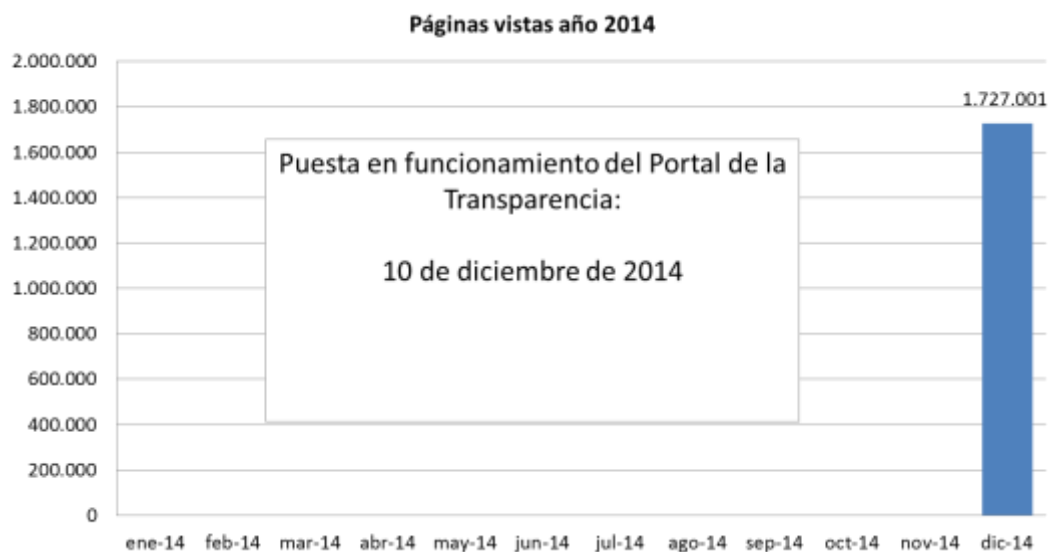 Páginas vistas año 2014
2.000.000
1.800.000
1.600.000
1.400.000
1.200.000
1.000.000
800.000
600.000
400.000
200.000
0
1.727.001
Puesta en funcionamiento del Portal de la
Transparencia:
10 de diciembre de 2014
ene-14 feb-14 mar-14 abr-14 may-14 jun-14 jul-14 ago-14 sep-14 oct-14 nov-14 dic-14